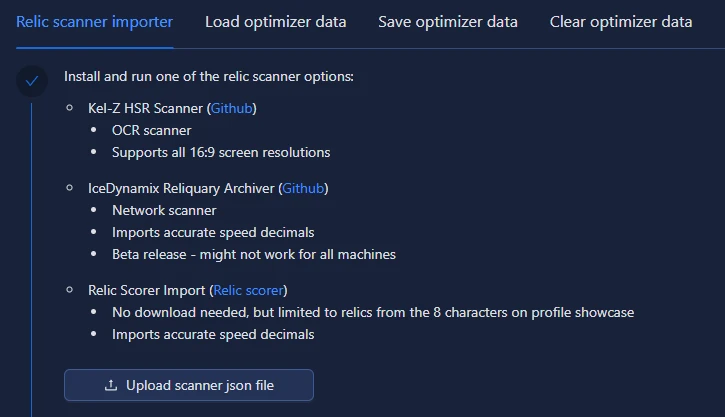 Relic scanner importer Load optimizer data Save optimizer data Clear optimizer data
Install and run one of the relic scanner options:
Kel-Z HSR Scanner (Github)
OCR scanner
Supports all 16:9 screen resolutions
IceDynamix Reliquary Archiver (Github)
Network scanner
Imports accurate speed decimals
Beta release - might not work for all machines
Relic Scorer Import (Relic scorer)
No download needed, but limited to relics from the 8 characters on profile showcase
Imports accurate speed decimals
Upload scanner json file